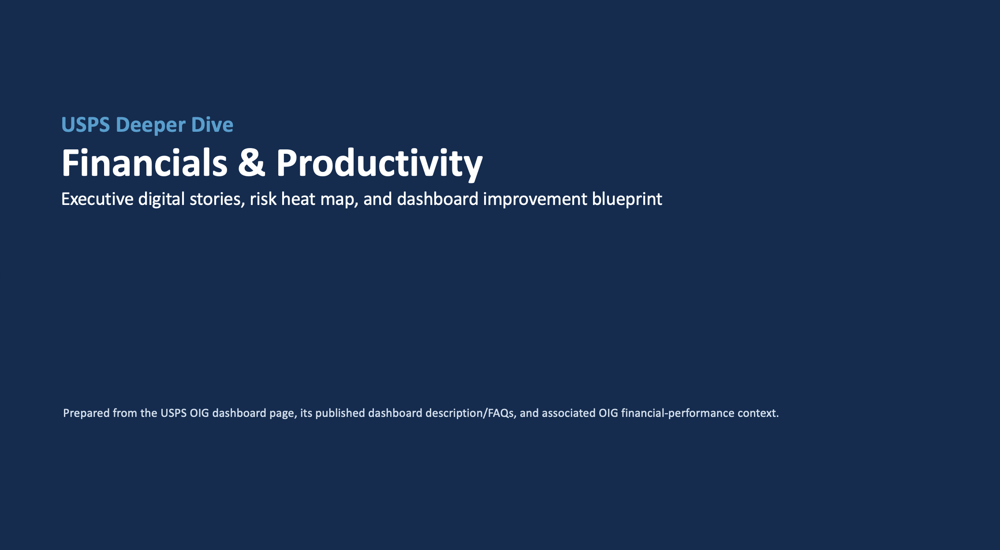 USPS Deeper Dive
Financials & Productivity
Executive digital stories, risk heat map, and dashboard improvement blueprint
Prepared from the USPS OIG dashboard page, its published dashboard description/FAQs, and associated OIG financial-performance context.